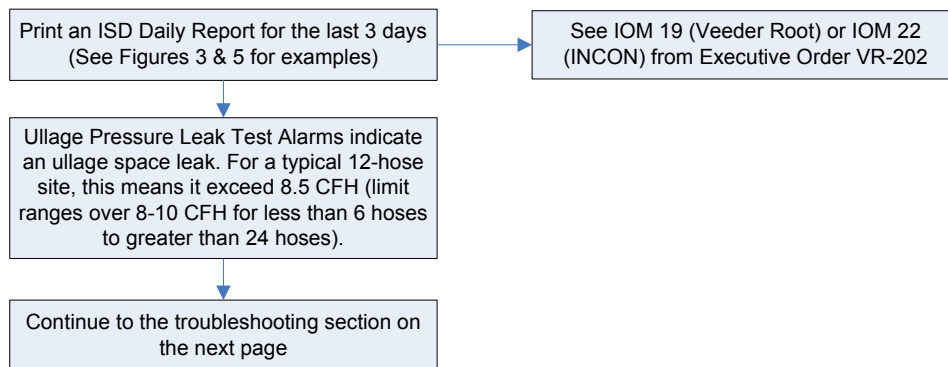 Print an ISD Daily Report for the last 3 days
(See Figures 3 & 5 for examples)
See IOM 19 (Veeder Root) or IOM 22
(INCON) from Executive Order VR-202
Ullage Pressure Leak Test Alarms indicate
an ullage space leak. For a typical 12-hose
site, this means it exceed 8.5 CFH (limit
ranges over 8-10 CFH for less than 6 hoses
to greater than 24 hoses).
Continue to the troubleshooting section on
the next page